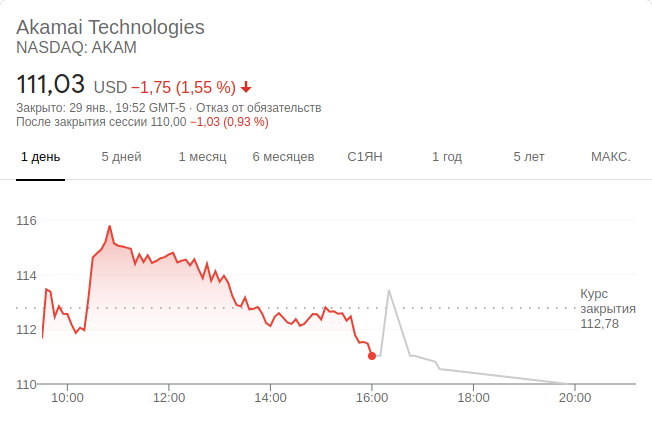 Akamai Technologies
NASDAQ: AKAM
111,03 USD −1,75 (1,55 %)
Закрыто: 29 янв., 19:52 GMT-5 · Отказ от обязательств
После закрытия сессии 110,00 −1,03 (0,93 %)
1 день 5 дней 1 месяц 6 месяцев С1ЯН 1 год 5 лет МАКС.
116
114
112
110
Курс
закрытия
112,78
10:00 12:00 14:00 16:00 18:00 20:00